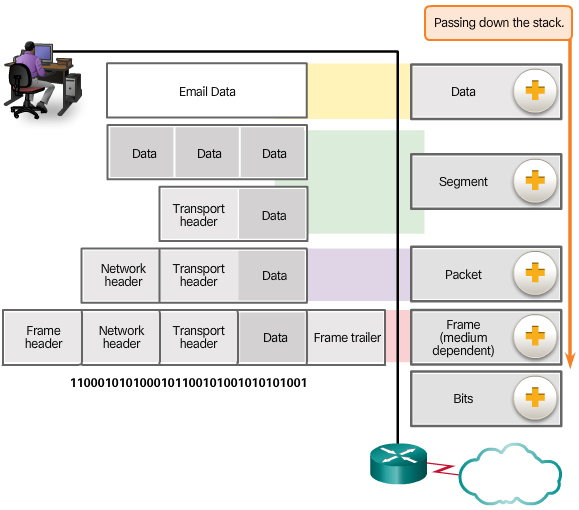 Passing down the stack.
Email Data
Data
Data Data Data
Segment
Transport
header
Data
Network
header
Transport
header
Data
Packet
Frame
header
Network
header
Transport
header
Data
Frame trailer
Frame
(medium
dependent)
1100010101000101100101001010101001
Bits